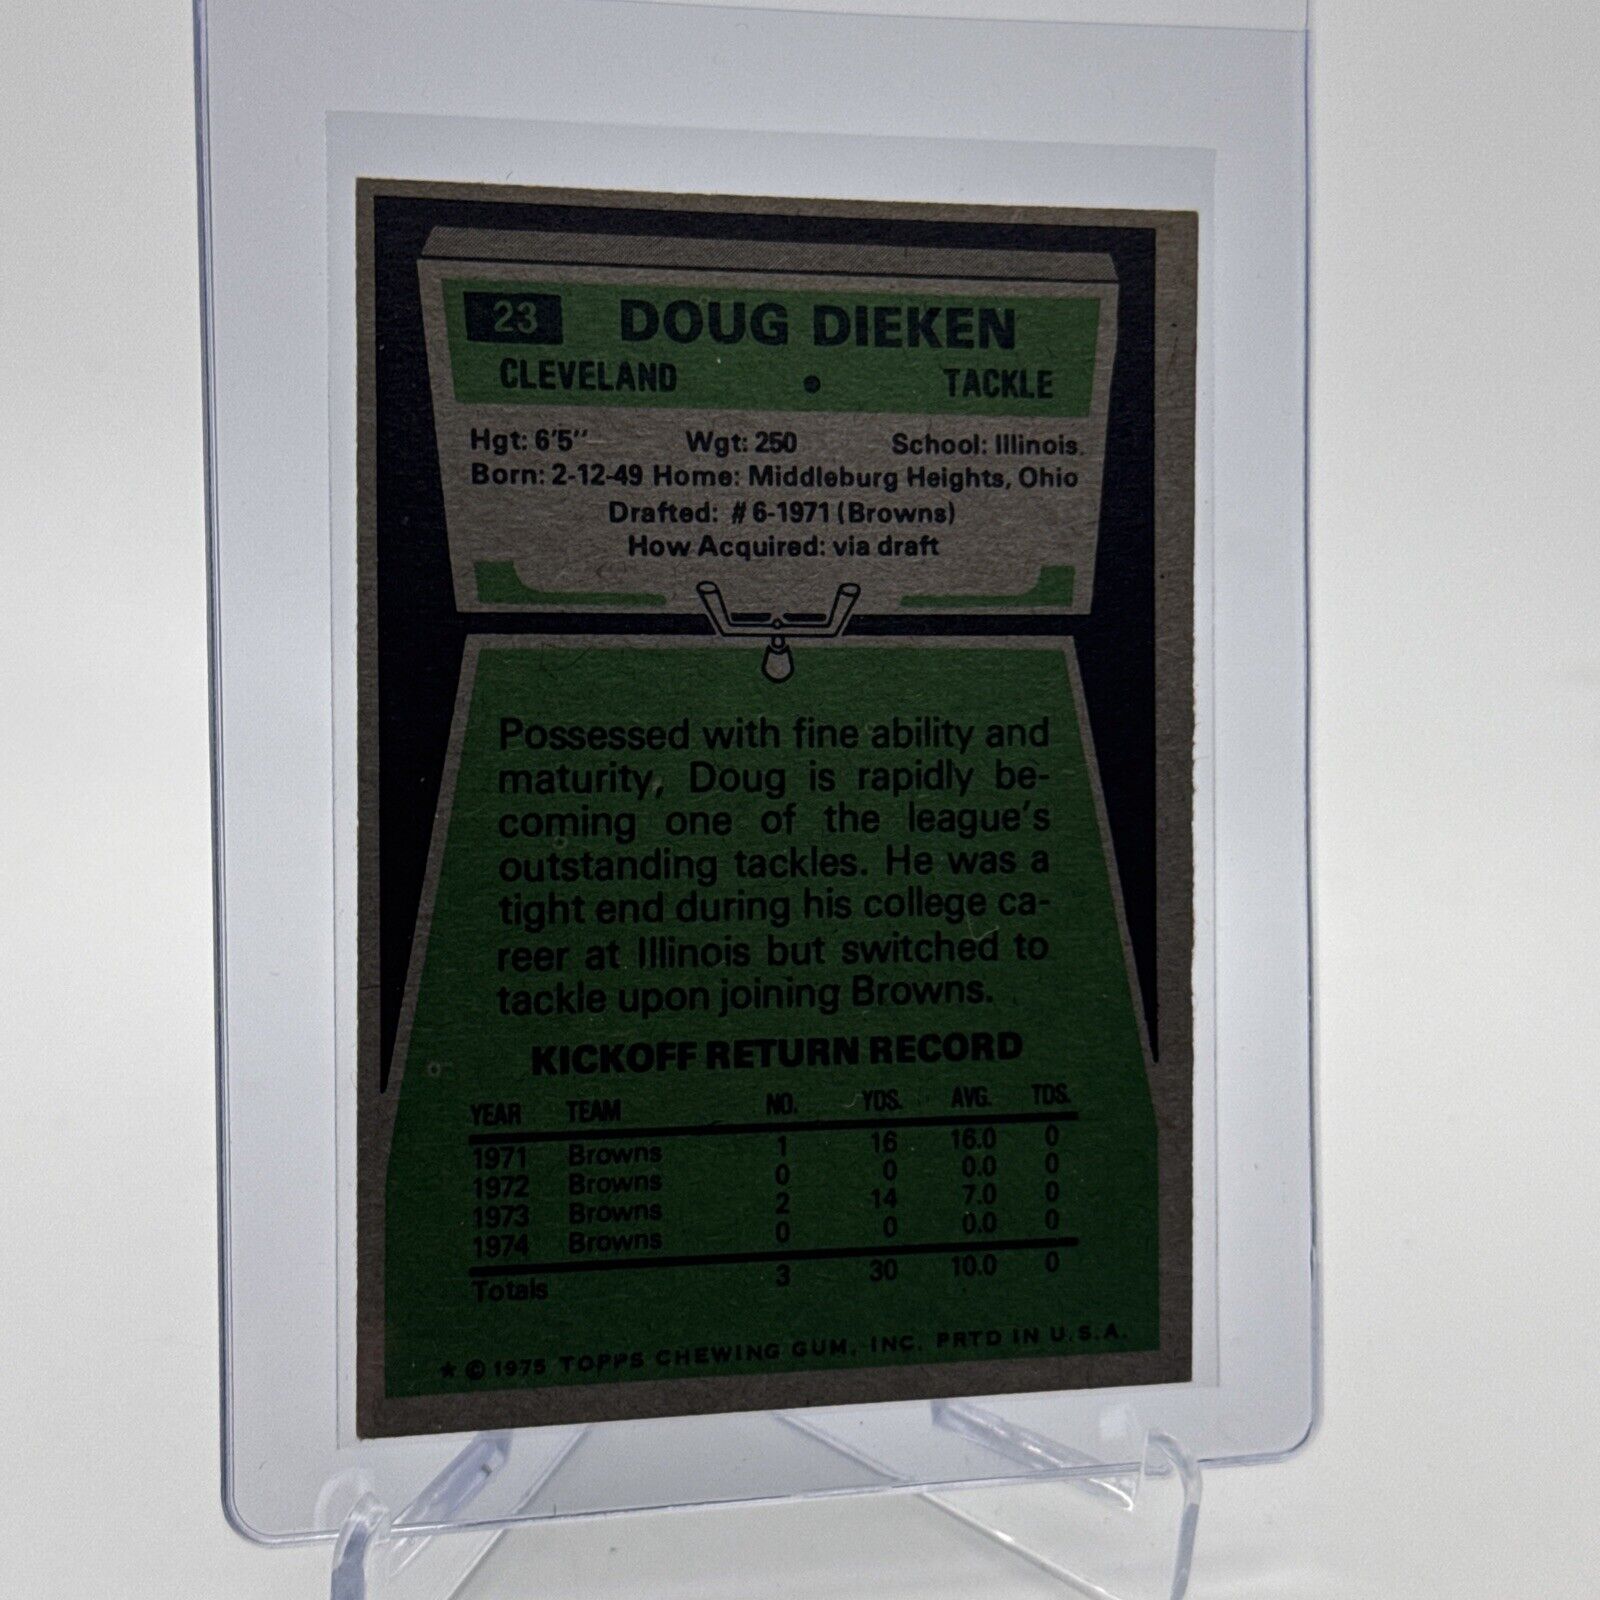 23 DOUG DIEKEN
CLEVELAND • TACKLE
Hgt: 6'5" Wgt: 250 School: Illinois.
Born: 2-12-49 Home: Middleburg Heights, Ohio
Drafted: #6-1971 (Browns)
How Acquired: via draft
Possessed with fine ability and
maturity, Doug is rapidly be-
coming one of the league's
outstanding tackles. He was a
tight end during his college ca-
reer at Illinois but switched to
tackle upon joining Browns.
KICKOFF RETURN RECORD
YEAR TEAM NO. YDS. AVG. TDS.
1971 Browns 1 16 16.0 0
1972 Browns 0 0 0.0 0
1973 Browns 2 14 7.0 0
1974 Browns 0 0 0.0 0
Totals 3 30 10.0 0
* © 1975 TOPPS CHEWING GUM, INC. PRTD IN U.S.A.